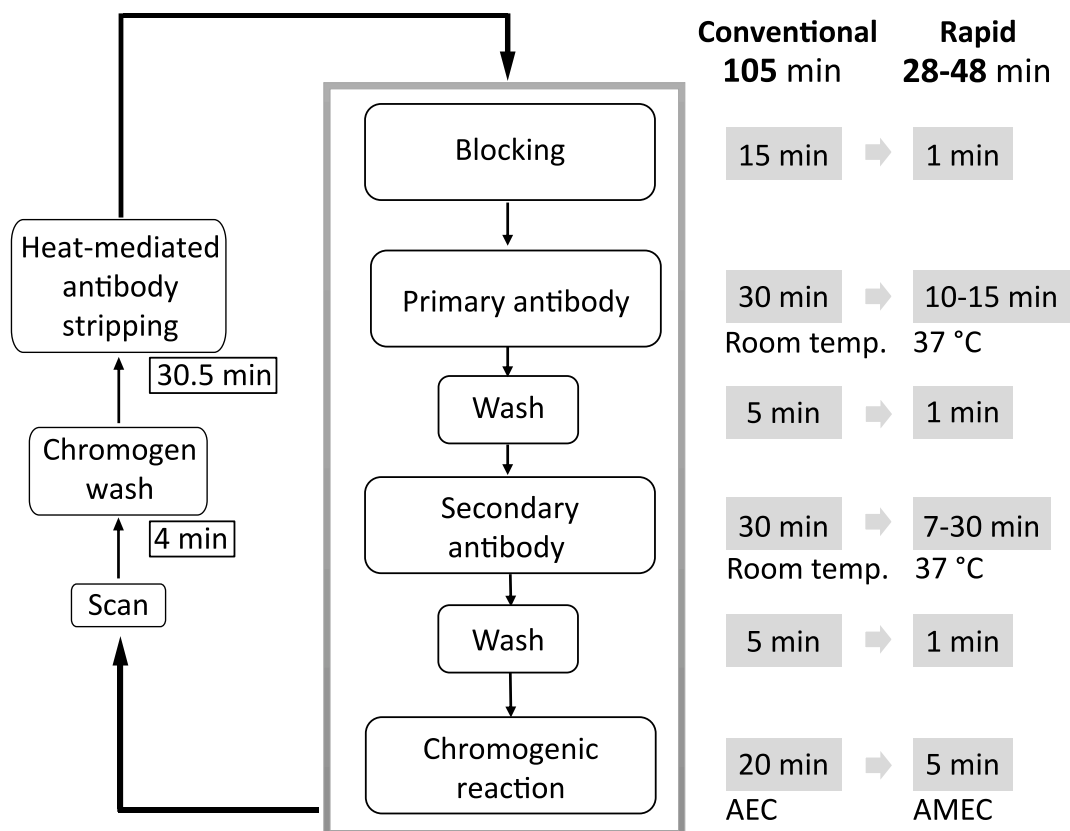 Conventional
105 min
Rapid
28-48 min
Blocking
15 min
1 min
Heat-mediated
antibody
stripping
30.5 min
Primary antibody
30 min
10-15 min
Room temp.
37 °C
Wash
5 min
1 min
Chromogen
wash
4 min
Secondary
antibody
30 min
7-30 min
Room temp.
37 °C
Scan
Wash
5 min
1 min
Chromogenic
reaction
20 min
5 min
AEC
AMEC